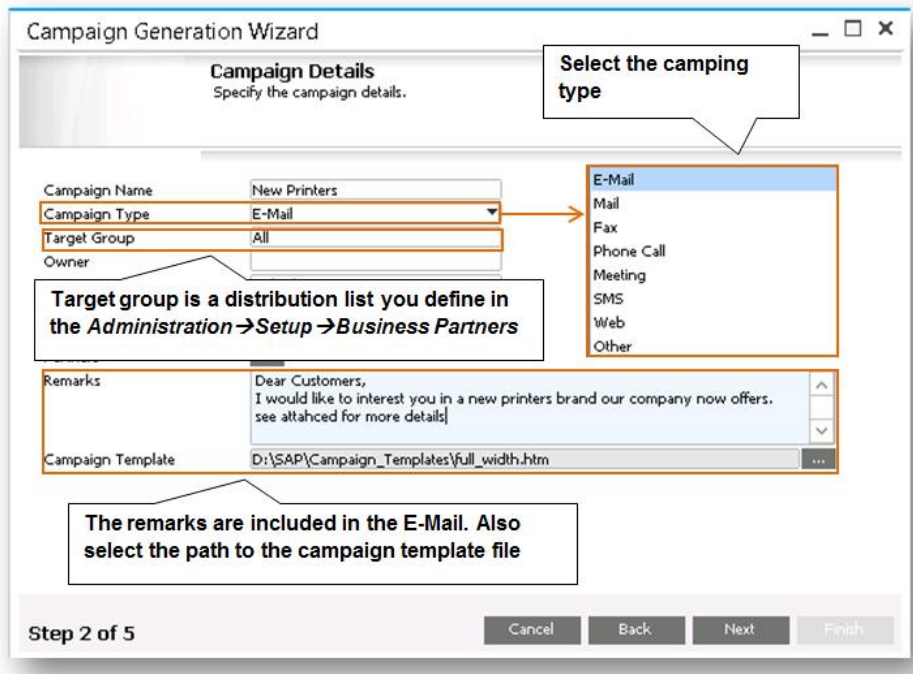 Campaign Generation Wizard
Campaign Details
Specify the campaign details.
Select the camping
type
Campaign Name New Printers
Campaign Type E-Mail
Target Group All
Owner
E-Mail
Mail
Fax
Phone Call
Meeting
SMS
Web
Other
Target group is a distribution list you define in
the Administration→Setup→Business Partners
Remarks Dear Customers,
I would like to interest you in a new printers brand our company now offers.
see attahced for more details
Campaign Template D:\SAP\Campaign_Templates\full_width.htm ...
The remarks are included in the E-Mail. Also
select the path to the campaign template file
Step 2 of 5 Cancel Back Next Finish